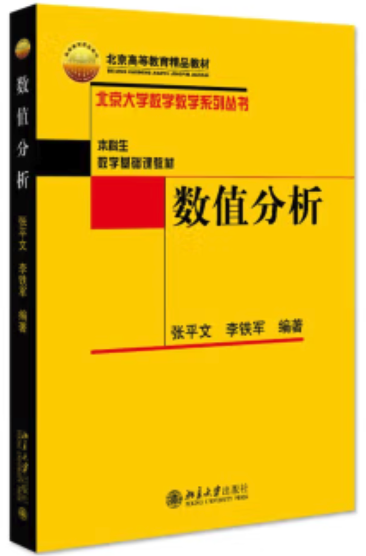 北京高等教育精品教材
北京大学数学教学系列丛书
本科生
数学基础课教材
数值分析
张平文 李铁军 编著
北京大学出版社
数值分析
张平文 李铁军 编著